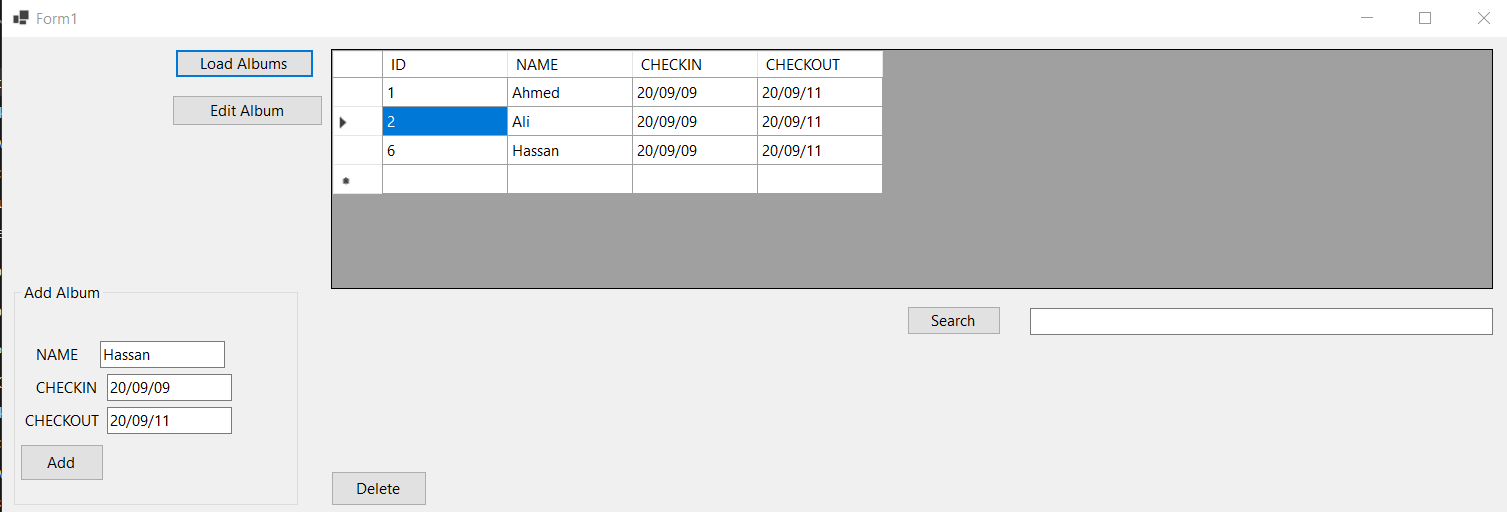 Form1
Load Albums
Edit Album
ID NAME CHECKIN CHECKOUT
1 Ahmed 20/09/09 20/09/11
2 Ali 20/09/09 20/09/11
6 Hassan 20/09/09 20/09/11
Add Album
NAME Hassan
CHECKIN 20/09/09
CHECKOUT 20/09/11
Add
Search
Delete